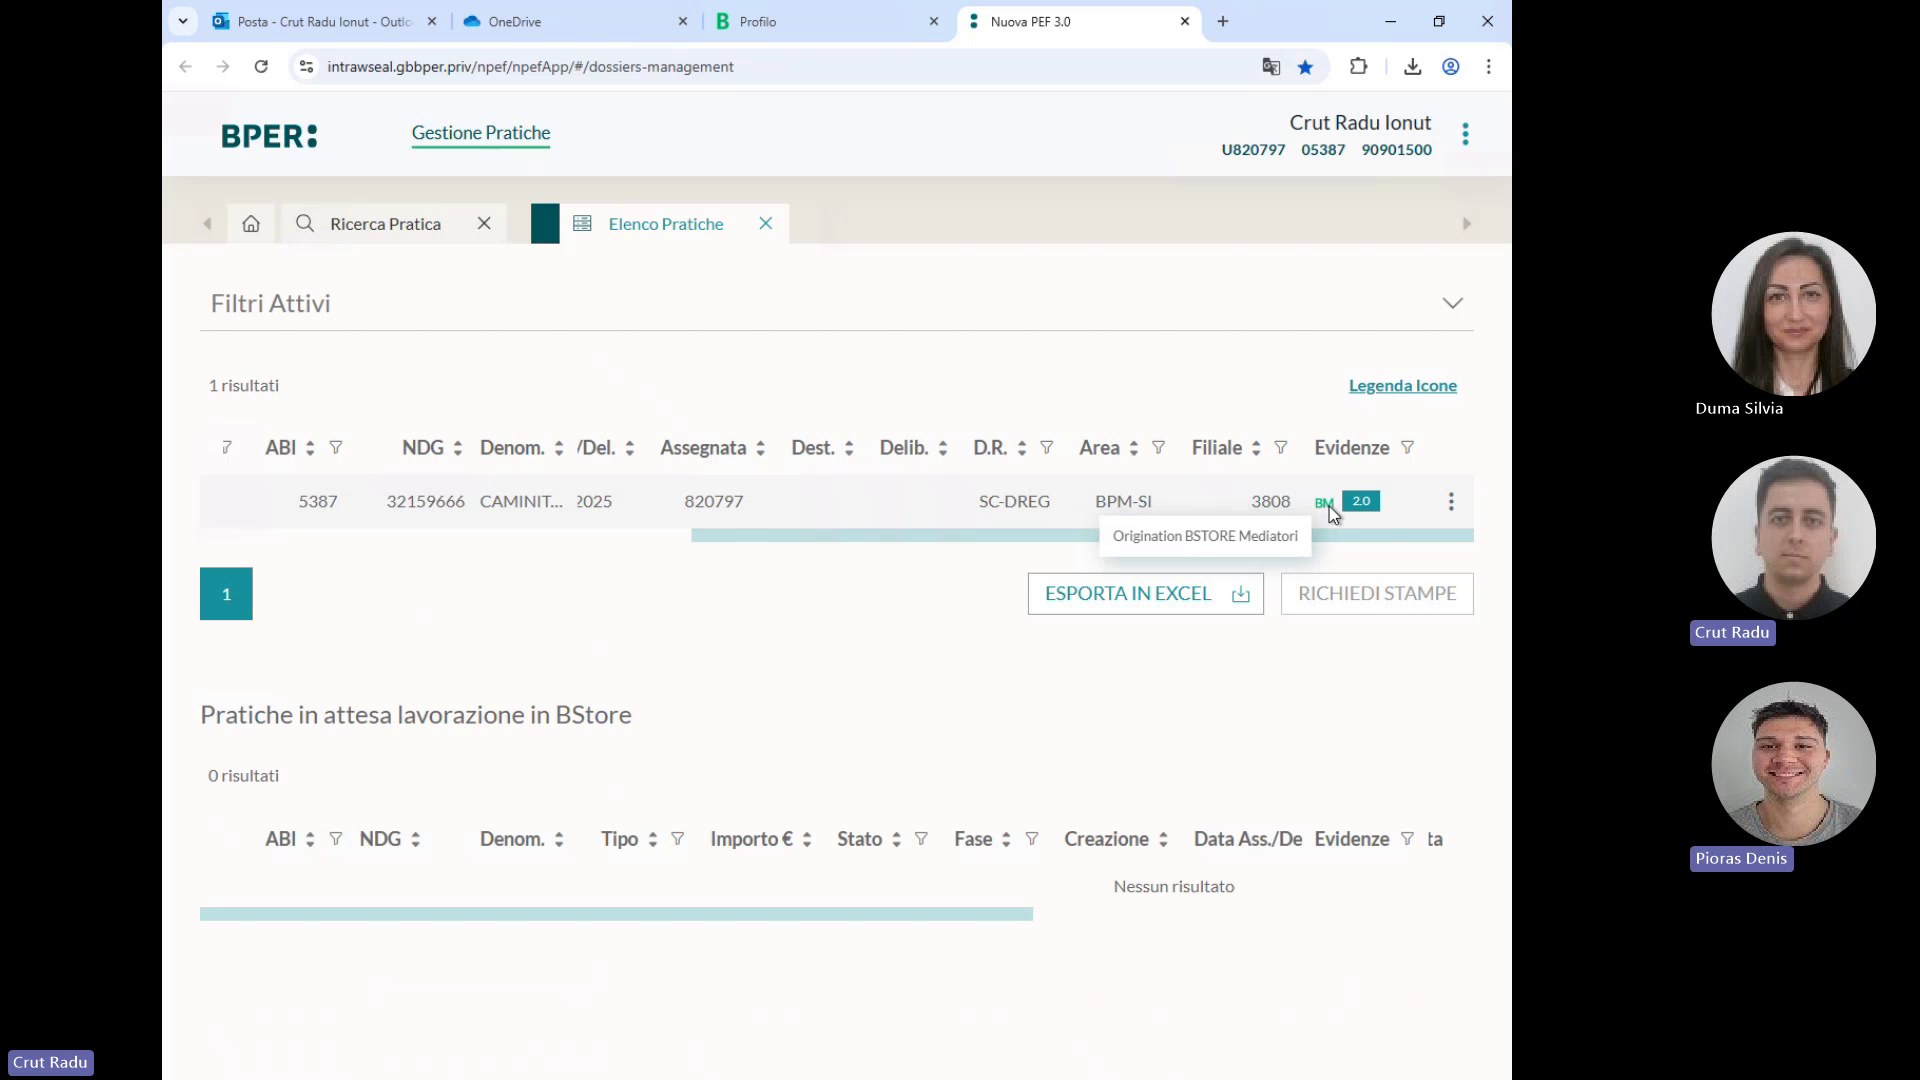 Posta - Crut Radu Ionut - Outlo
OneDrive
Profilo
Nuova PEF 3.0
intrawseal.gbbper.priv/npef/npefApp/#/dossiers-management
BPER:
Gestione Pratiche
Crut Radu Ionut
U820797 05387 90901500
Ricerca Pratica
Elenco Pratiche
Filtri Attivi
1 risultati
Legenda Icone
ABI NDG Denom. /Del. Assegnata Dest. Delib. D.R. Area Filiale Evidenze
5387 32159666 CAMINIT... 2025 820797 SC-DREG BPM-SI 3808 BM 2.0
Origination BSTORE Mediatori
1
ESPORTA IN EXCEL
RICHIEDI STAMPE
Pratiche in attesa lavorazione in BStore
0 risultati
ABI NDG Denom. Tipo Importo € Stato Fase Creazione Data Ass./De Evidenze ta
Nessun risultato
Duma Silvia
Crut Radu
Pioras Denis
Crut Radu